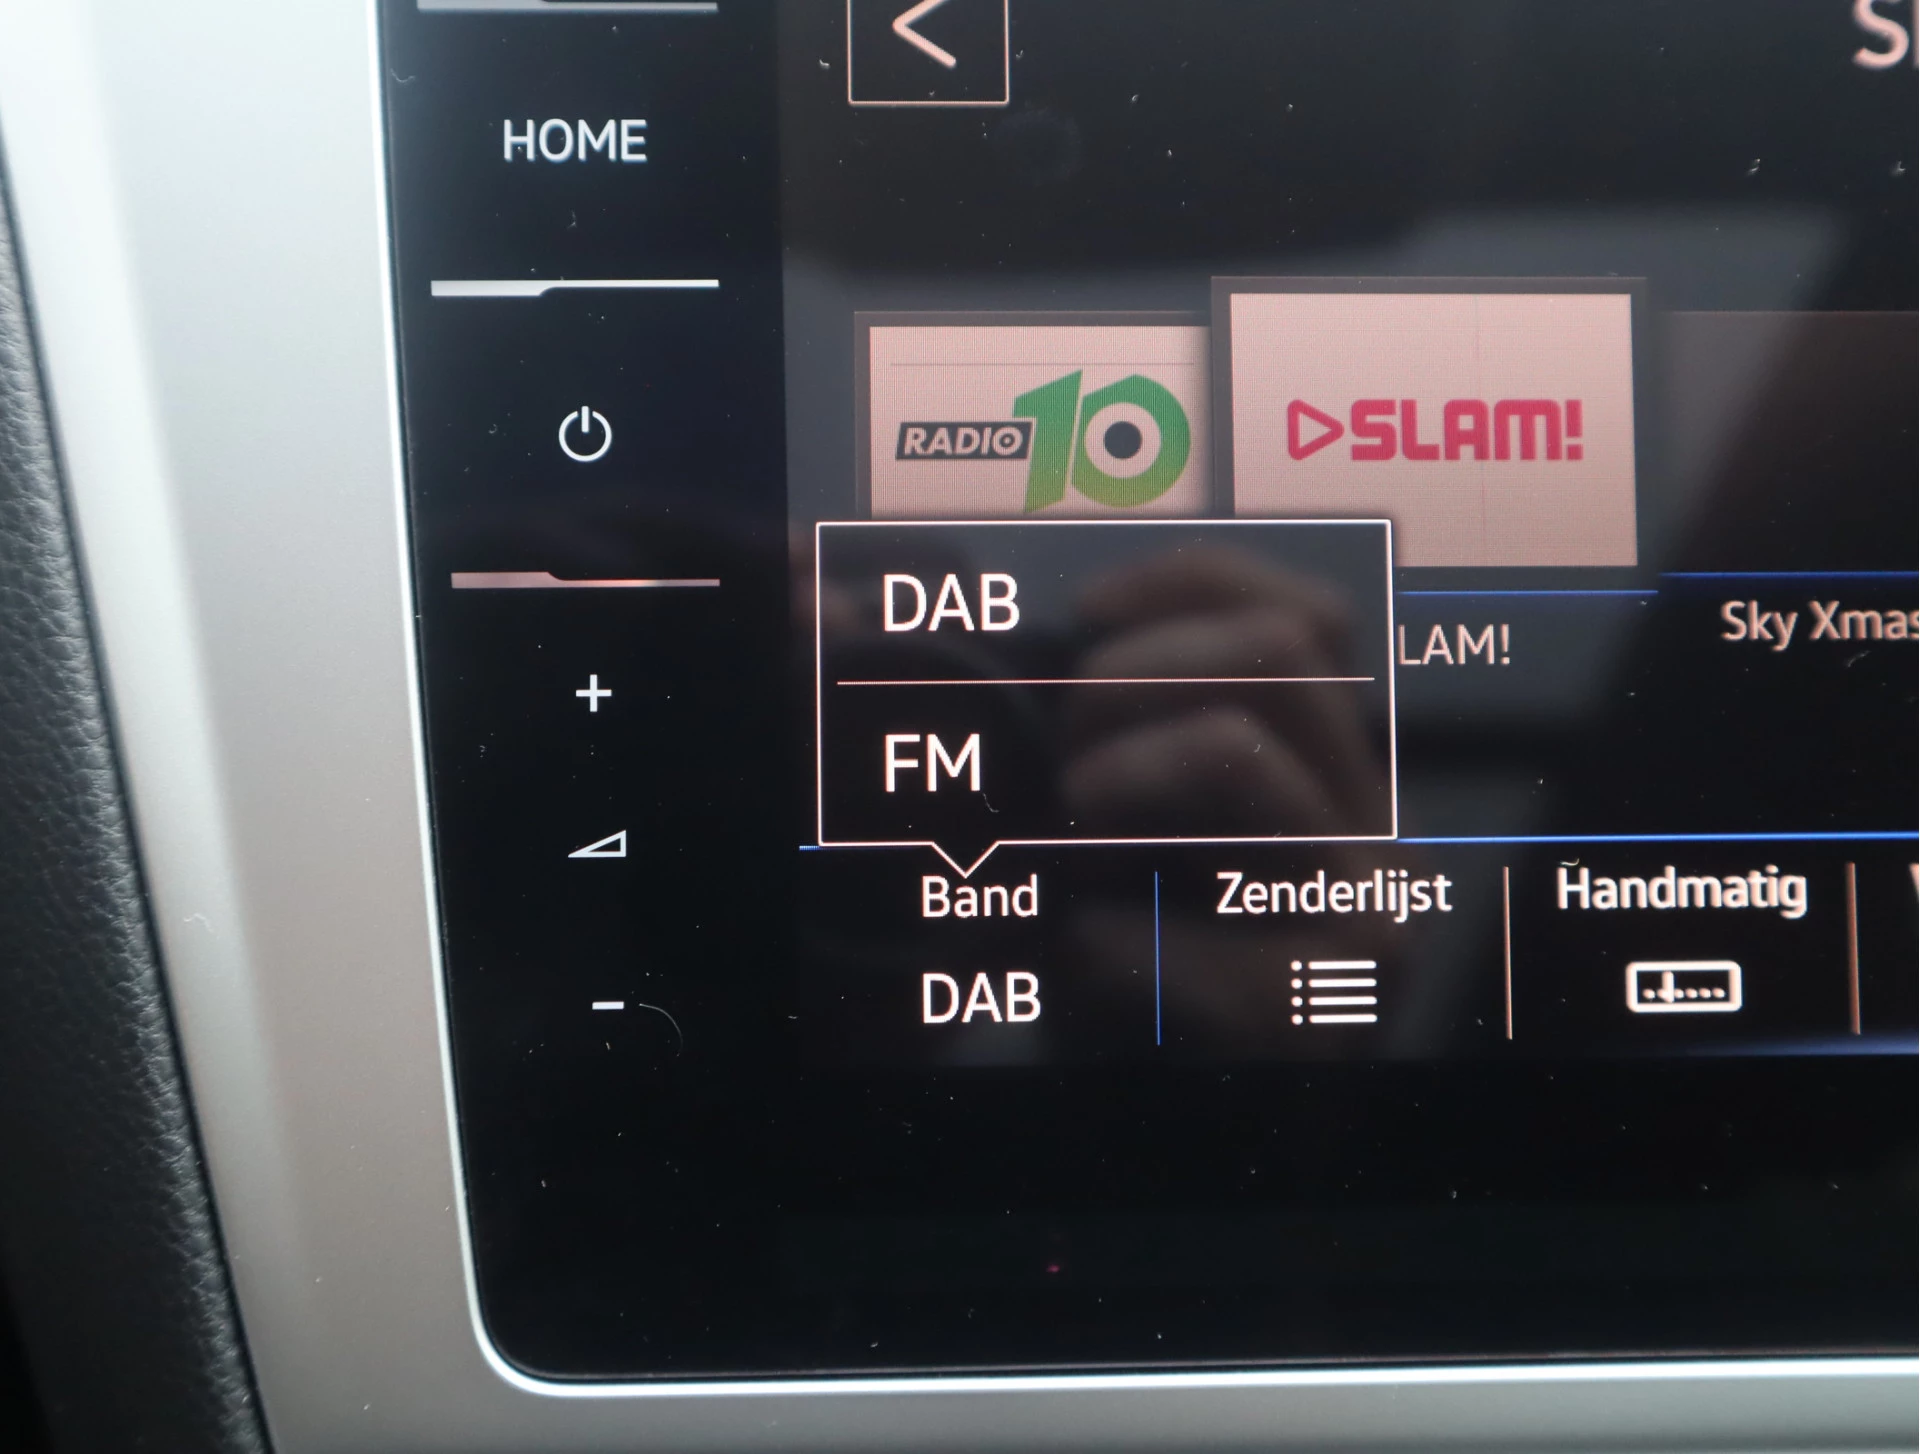 HOME
RADIO 10
SLAM!
DAB
FM
LAM!
Sky Xmas
Band
DAB
Zenderlijst
Handmatig